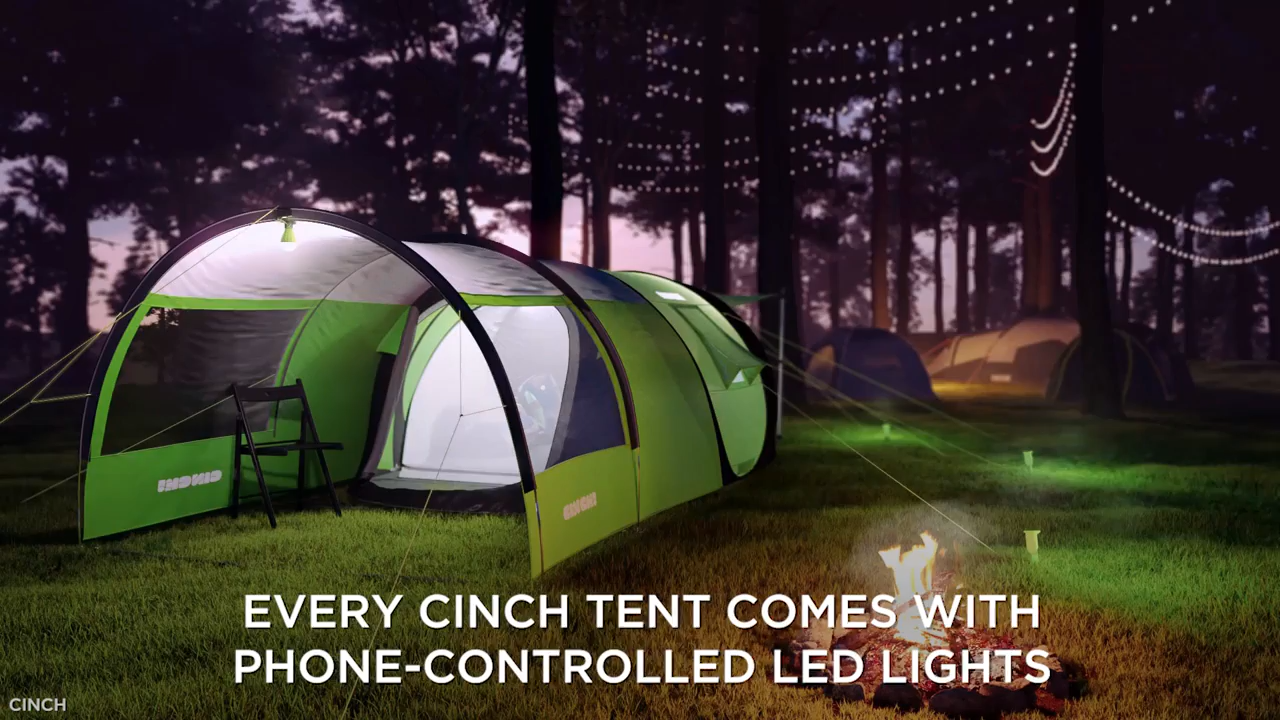 EVERY CINCH TENT COMES WITH
PHONE-CONTROLLED LED LIGHTS
CINCH